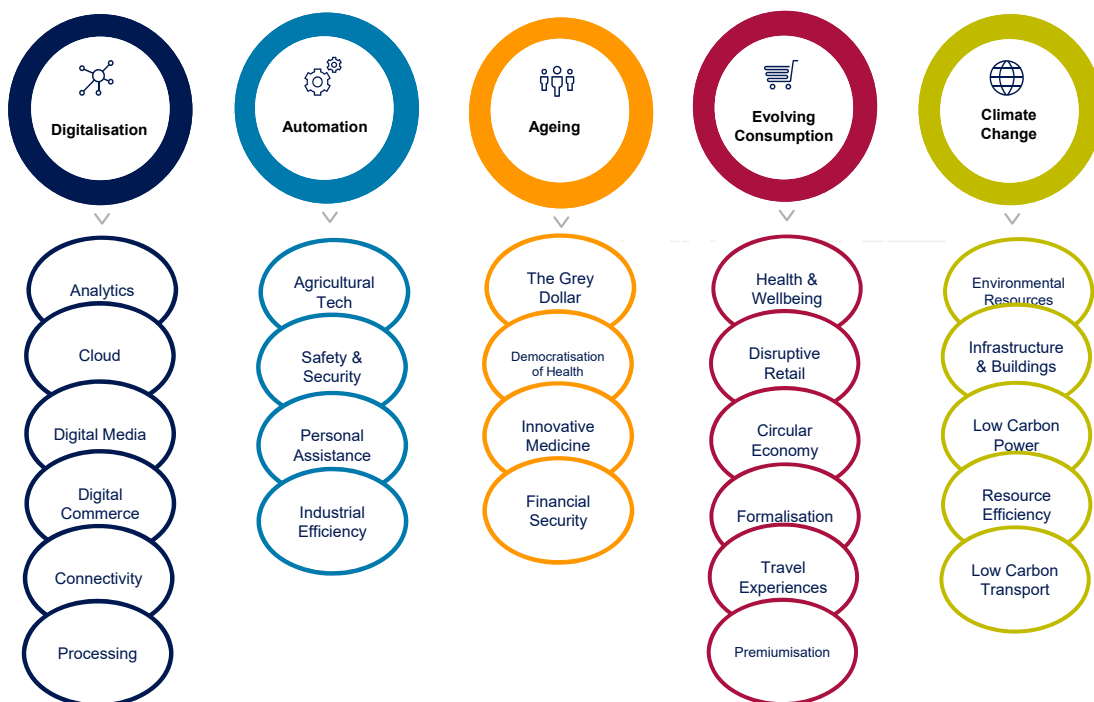 Digitalisation
Automation
Ageing
Evolving
Consumption
Climate
Change
Analytics
Cloud
Digital Media
Digital
Commerce
Connectivity
Processing
Agricultural
Tech
Safety &
Security
Personal
Assistance
Industrial
Efficiency
The Grey
Dollar
Democratisation
of Health
Innovative
Medicine
Financial
Security
Health &
Wellbeing
Disruptive
Retail
Circular
Economy
Formalisation
Travel
Experiences
Premiumisation
Environmental
Resources
Infrastructure
& Buildings
Low Carbon
Power
Resource
Efficiency
Low Carbon
Transport